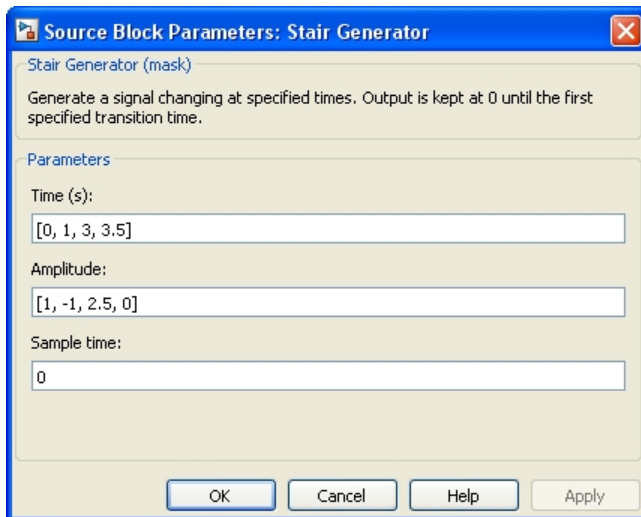 Source Block Parameters: Stair Generator
Stair Generator (mask)
Generate a signal changing at specified times. Output is kept at 0 until the first
specified transition time.
Parameters
Time (s):
[0, 1, 3, 3.5]
Amplitude:
[1, -1, 2.5, 0]
Sample time:
0
OK Cancel Help Apply